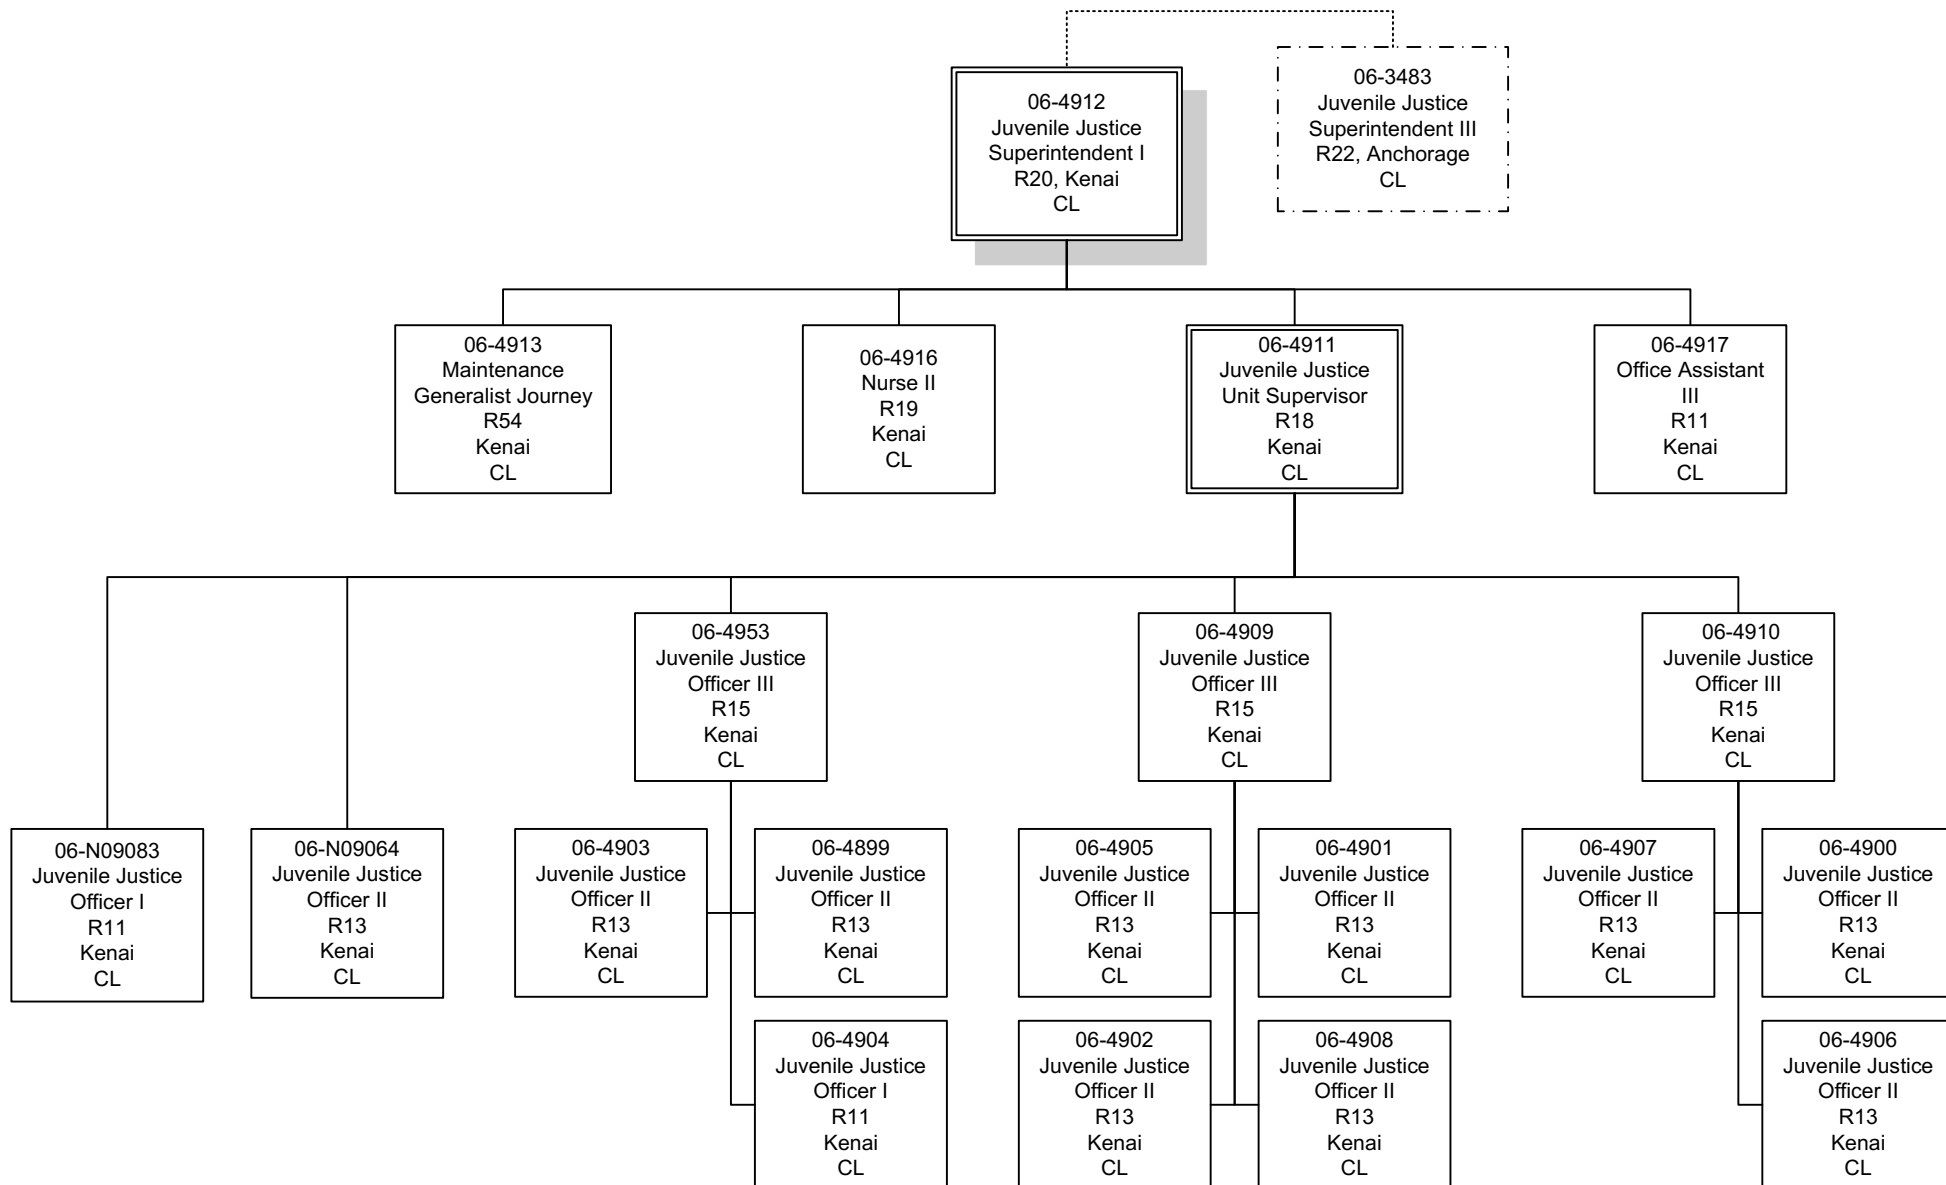 06-4912
Juvenile Justice
Superintendent I
R20, Kenai
CL
06-3483
Juvenile Justice
Superintendent III
R22, Anchorage
CL
06-4913
Maintenance
Generalist Journey
R54
Kenai
CL
06-4916
Nurse II
R19
Kenai
CL
06-4911
Juvenile Justice
Unit Supervisor
R18
Kenai
CL
06-4917
Office Assistant
III
R11
Kenai
CL
06-4953
Juvenile Justice
Officer III
R15
Kenai
CL
06-4909
Juvenile Justice
Officer III
R15
Kenai
CL
06-4910
Juvenile Justice
Officer III
R15
Kenai
CL
06-N09083
Juvenile Justice
Officer I
R11
Kenai
CL
06-N09064
Juvenile Justice
Officer II
R13
Kenai
CL
06-4903
Juvenile Justice
Officer II
R13
Kenai
CL
06-4899
Juvenile Justice
Officer II
R13
Kenai
CL
06-4905
Juvenile Justice
Officer II
R13
Kenai
CL
06-4901
Juvenile Justice
Officer II
R13
Kenai
CL
06-4907
Juvenile Justice
Officer II
R13
Kenai
CL
06-4900
Juvenile Justice
Officer II
R13
Kenai
CL
06-4904
Juvenile Justice
Officer I
R11
Kenai
CL
06-4902
Juvenile Justice
Officer II
R13
Kenai
CL
06-4908
Juvenile Justice
Officer II
R13
Kenai
CL
06-4906
Juvenile Justice
Officer II
R13
Kenai
CL